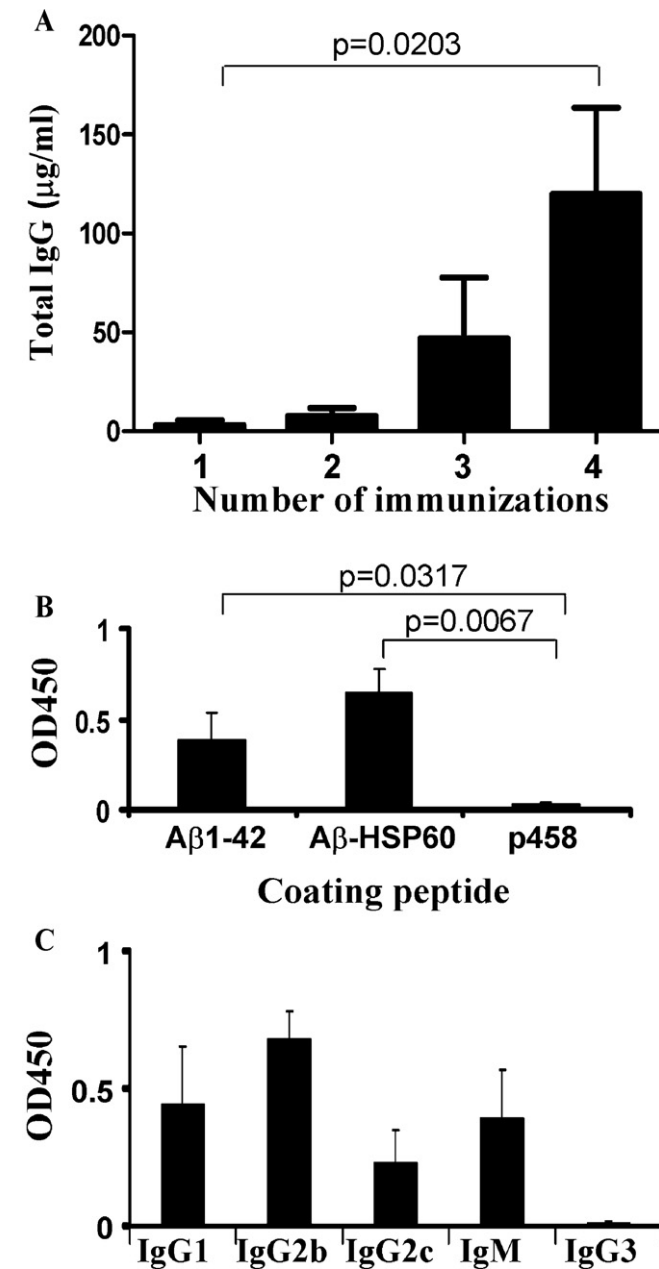 A
p=0.0203
Total IgG (µg/ml)
200
150
100
50
0
1 2 3 4
Number of immunizations
B
p=0.0317
p=0.0067
OD450
1
0.5
0
Aβ1-42 Aβ-HSP60 p458
Coating peptide
C
OD450
1
0.5
0
IgG1 IgG2b IgG2c IgM IgG3